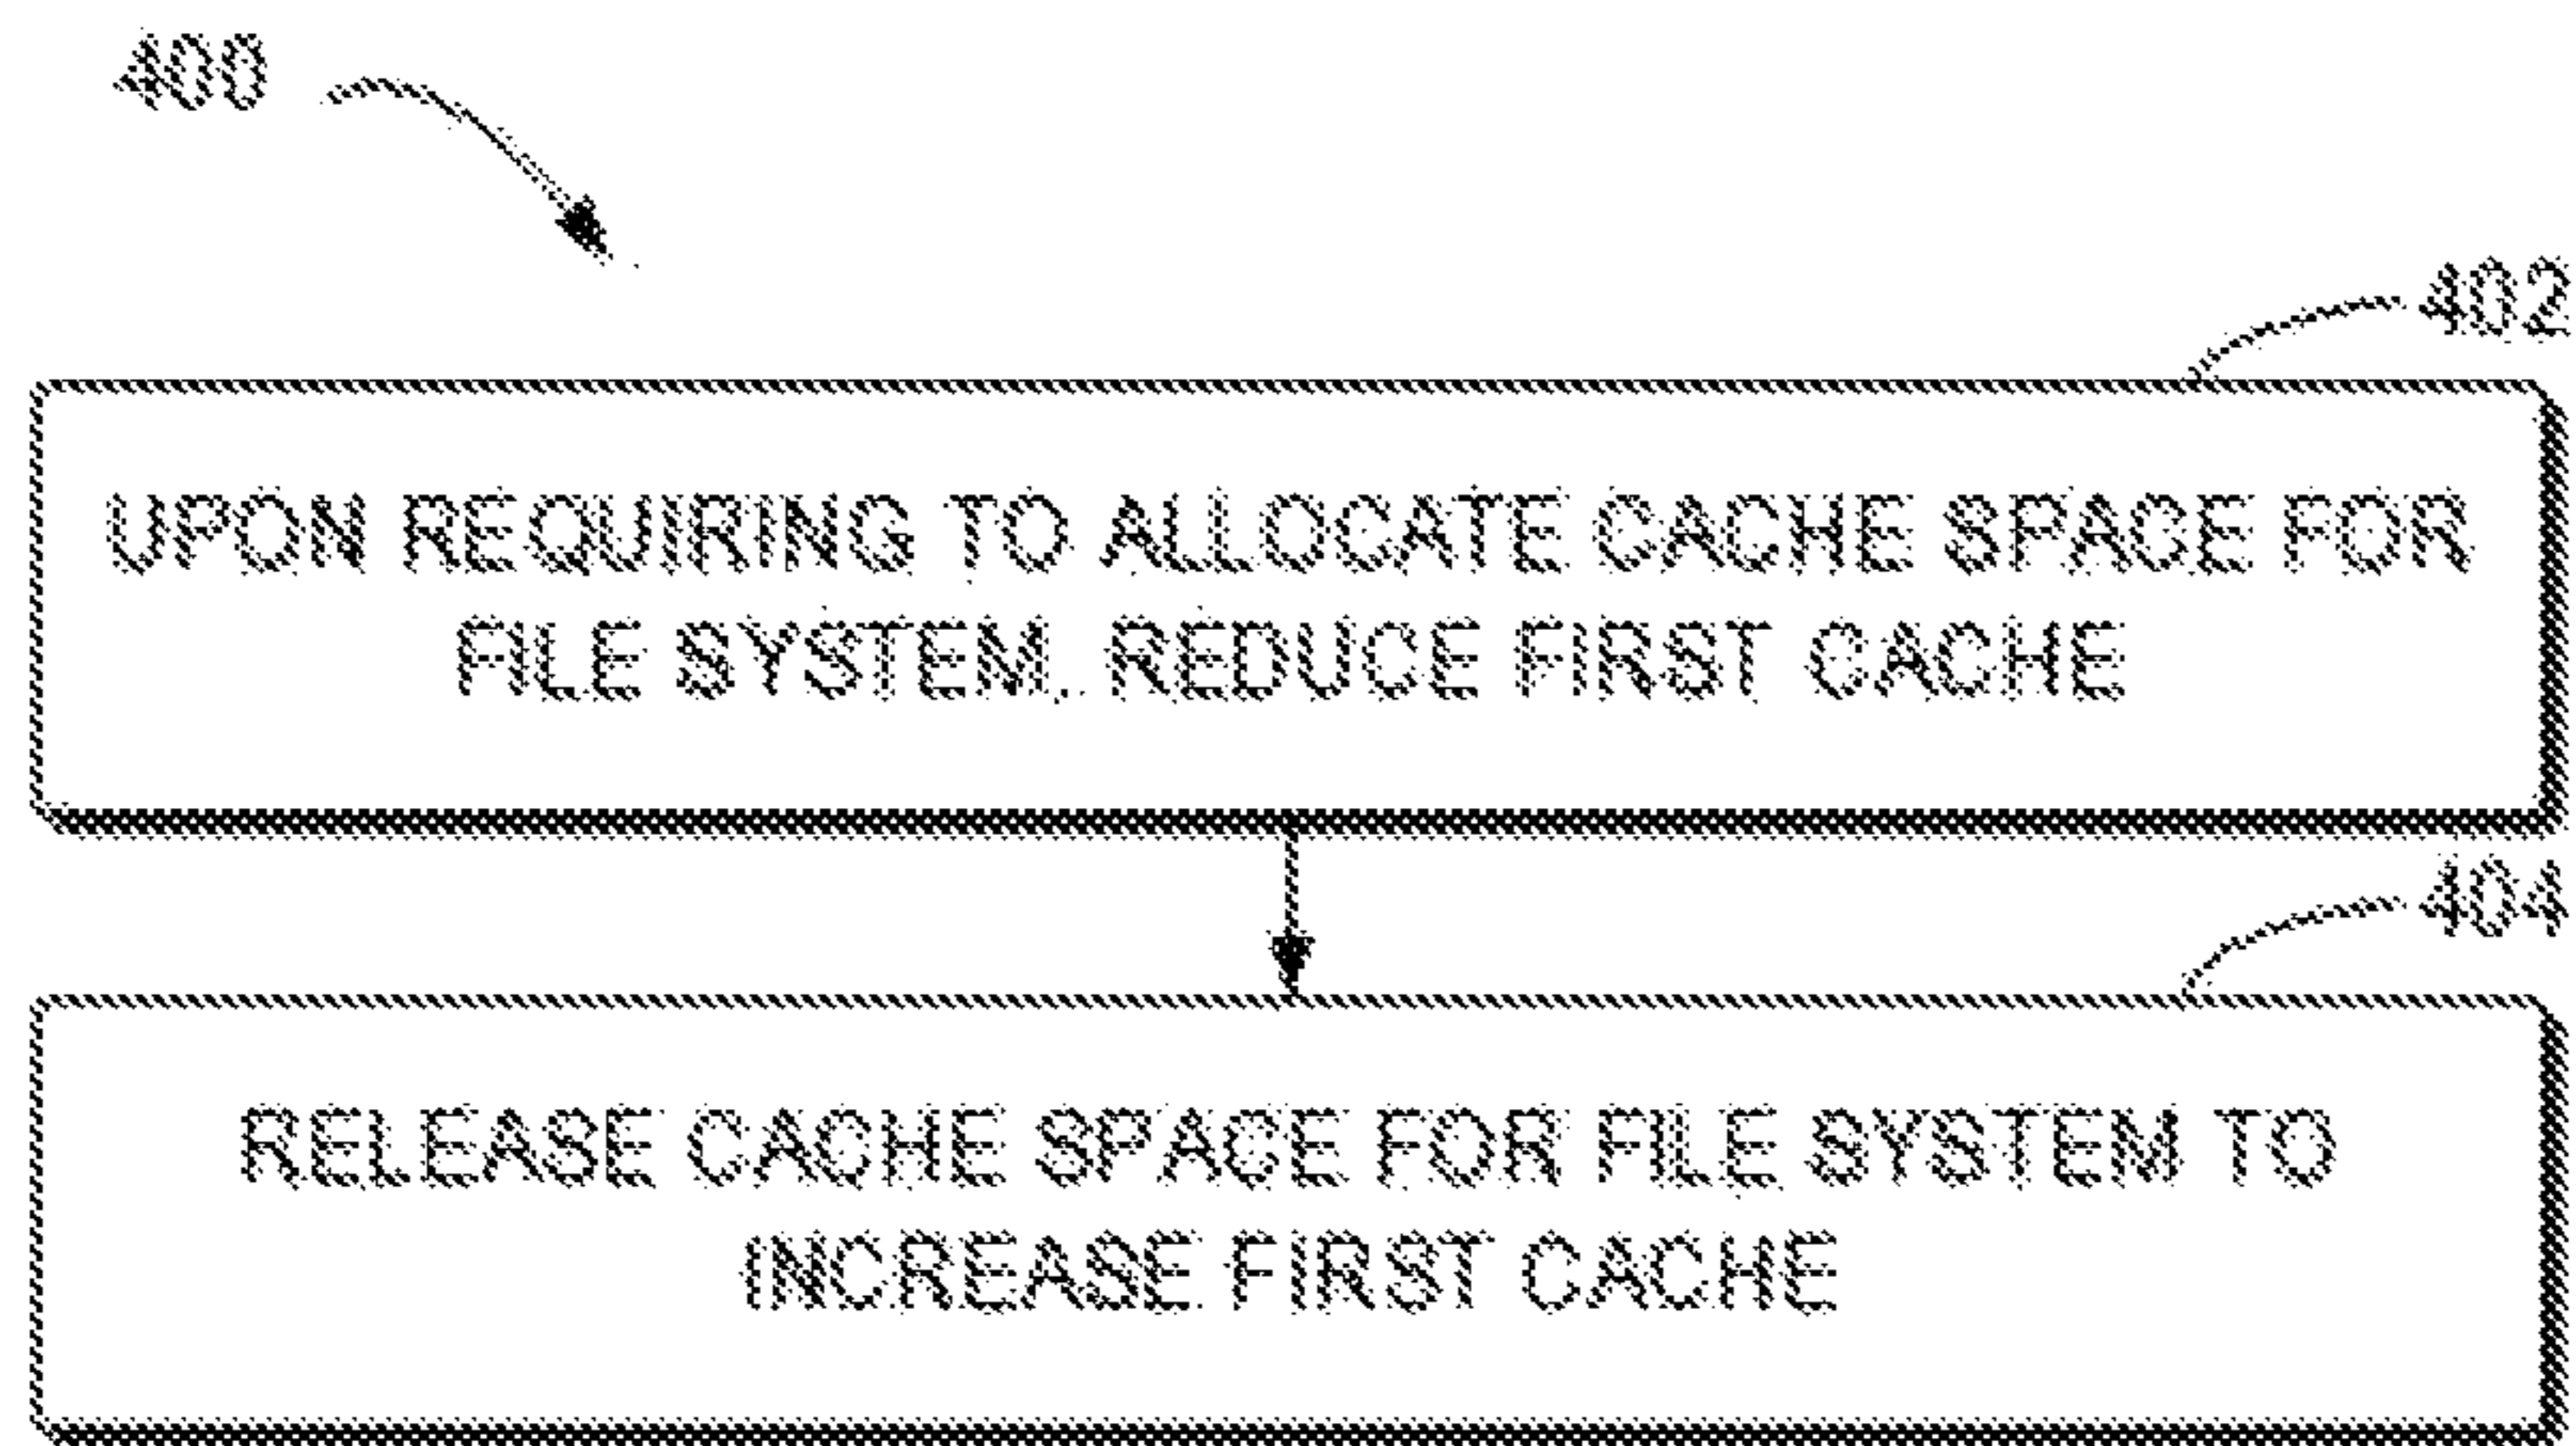 400
402
UPON REQUIRING TO ALLOCATE CACHE SPACE FOR
FILE SYSTEM, REDUCE FIRST CACHE
404
RELEASE CACHE SPACE FOR FILE SYSTEM TO
INCREASE FIRST CACHE